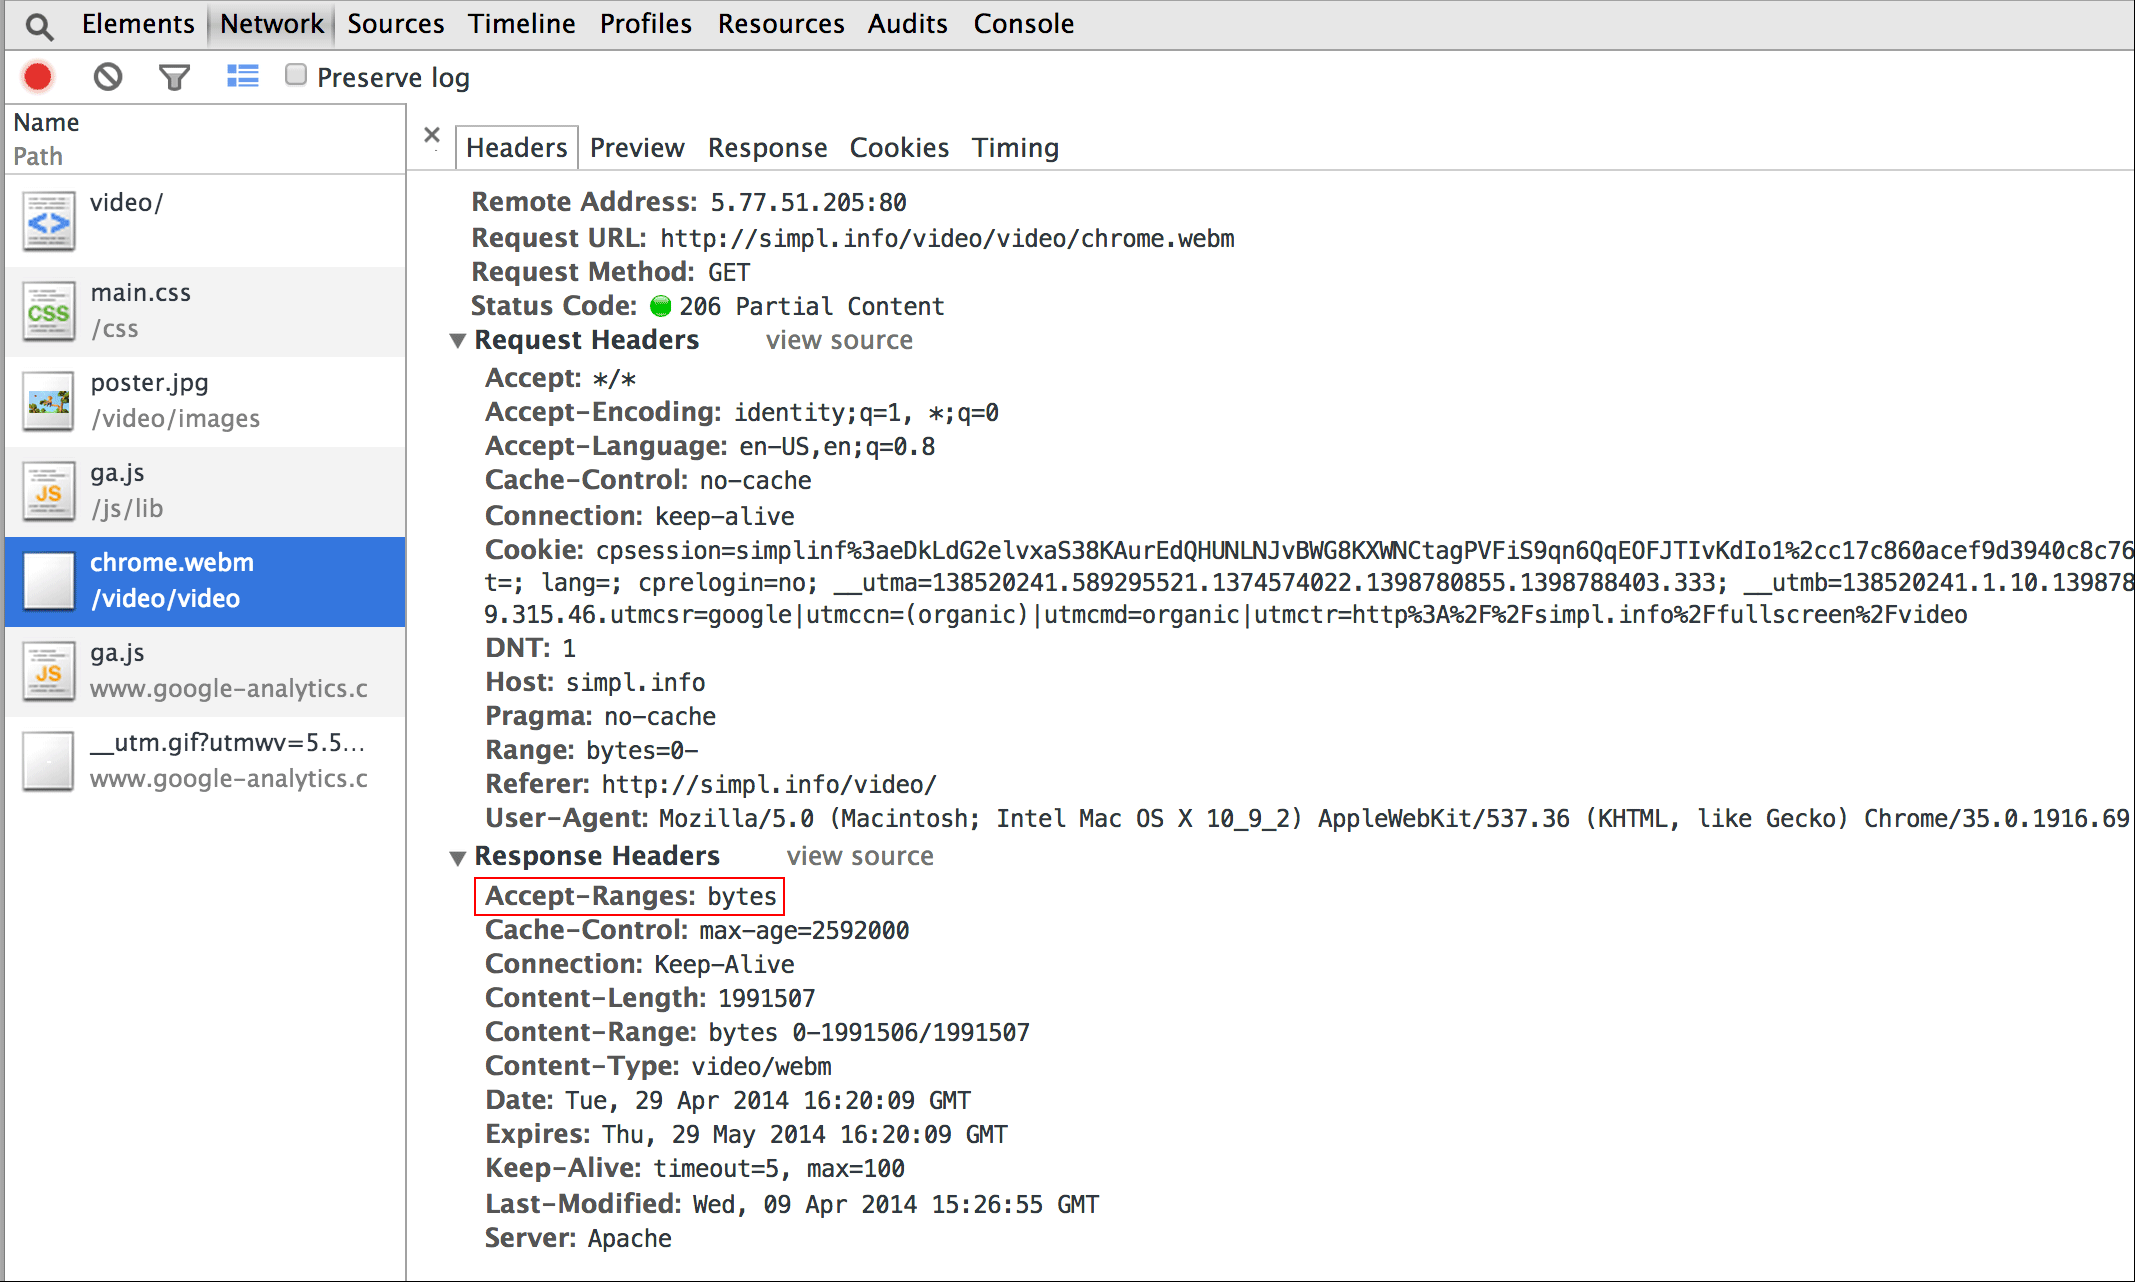 Elements Network Sources Timeline Profiles Resources Audits Console
Preserve log
Name
Path
video/
main.css
/css
poster.jpg
/video/images
ga.js
/js/lib
chrome.webm
/video/video
ga.js
www.google-analytics.c
__utm.gif?utmwv=5.5...
www.google-analytics.c
× Headers Preview Response Cookies Timing
Remote Address: 5.77.51.205:80
Request URL: http://simpl.info/video/video/chrome.webm
Request Method: GET
Status Code: 206 Partial Content
Request Headers view source
Accept: */*
Accept-Encoding: identity;q=1, *;q=0
Accept-Language: en-US,en;q=0.8
Cache-Control: no-cache
Connection: keep-alive
Cookie: cpsession=simplinf%3aeDkLdG2elvxaS38KAurEdQHUNLNJvBWG8KXWNCtagPVFiS9qn6QqEOFJTIvKdIo1%2cc17c860acef9d3940c8c76
t=; lang=; cprelogin=no; __utma=138520241.589295521.1374574022.1398780855.1398788403.333; __utmb=138520241.1.10.139878
9.315.46.utmcsr=google|utmccn=(organic)|utmcmd=organic|utmctr=http%3A%2F%2Fsimpl.info%2Ffullscreen%2Fvideo
DNT: 1
Host: simpl.info
Pragma: no-cache
Range: bytes=0-
Referer: http://simpl.info/video/
User-Agent: Mozilla/5.0 (Macintosh; Intel Mac OS X 10_9_2) AppleWebKit/537.36 (KHTML, like Gecko) Chrome/35.0.1916.69
Response Headers view source
Accept-Ranges: bytes
Cache-Control: max-age=2592000
Connection: Keep-Alive
Content-Length: 1991507
Content-Range: bytes 0-1991506/1991507
Content-Type: video/webm
Date: Tue, 29 Apr 2014 16:20:09 GMT
Expires: Thu, 29 May 2014 16:20:09 GMT
Keep-Alive: timeout=5, max=100
Last-Modified: Wed, 09 Apr 2014 15:26:55 GMT
Server: Apache